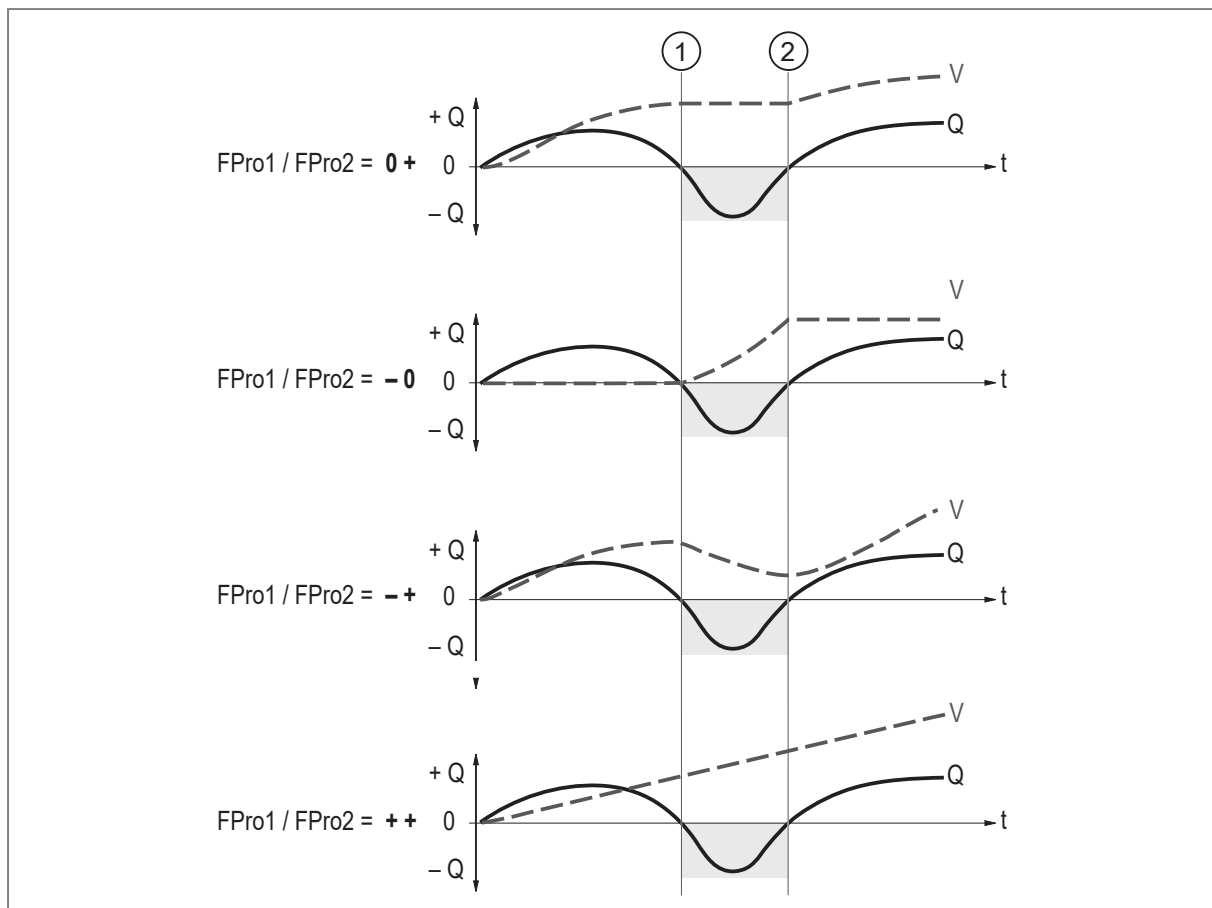 1 2
V
+ Q
Q
FPro1 / FPro2 = 0 + 0 t
– Q
V
+ Q
Q
FPro1 / FPro2 = – 0 0 t
– Q
V
+ Q
Q
FPro1 / FPro2 = – + 0 t
– Q
V
+ Q
Q
FPro1 / FPro2 = + + 0 t
– Q